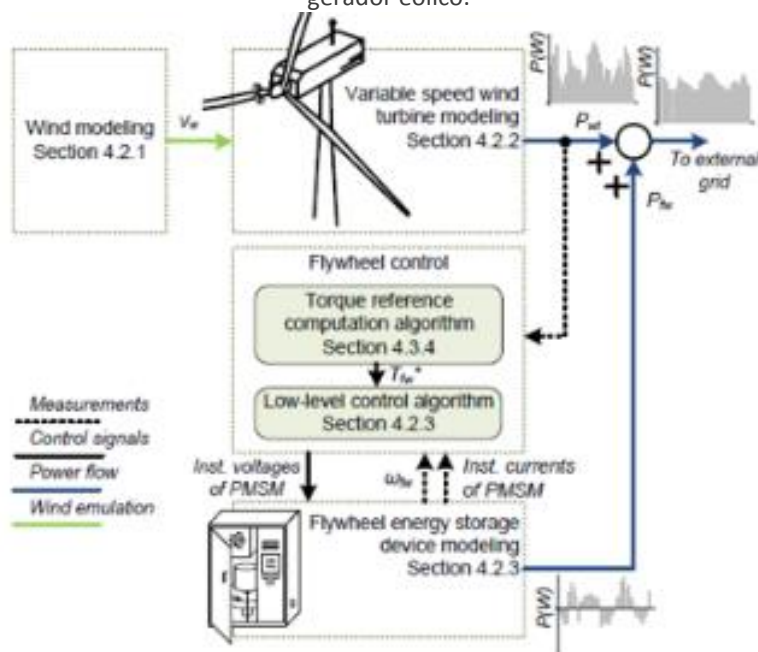 gerador eólico.
P(W)
P(W)
Wind modeling
Section 4.2.1
Vw
Variable speed wind
turbine modeling
Section 4.2.2
Pwt
+
+
To external
grid
Pfw
Flywheel control
Torque reference
computation algorithm
Section 4.3.4
Tfw*
Low-level control algorithm
Section 4.2.3
Measurements
Control signals
Power flow
Wind emulation
Inst. voltages
of PMSM
ωfw
Inst. currents
of PMSM
Flywheel energy storage
device modeling
Section 4.2.3
P(W)